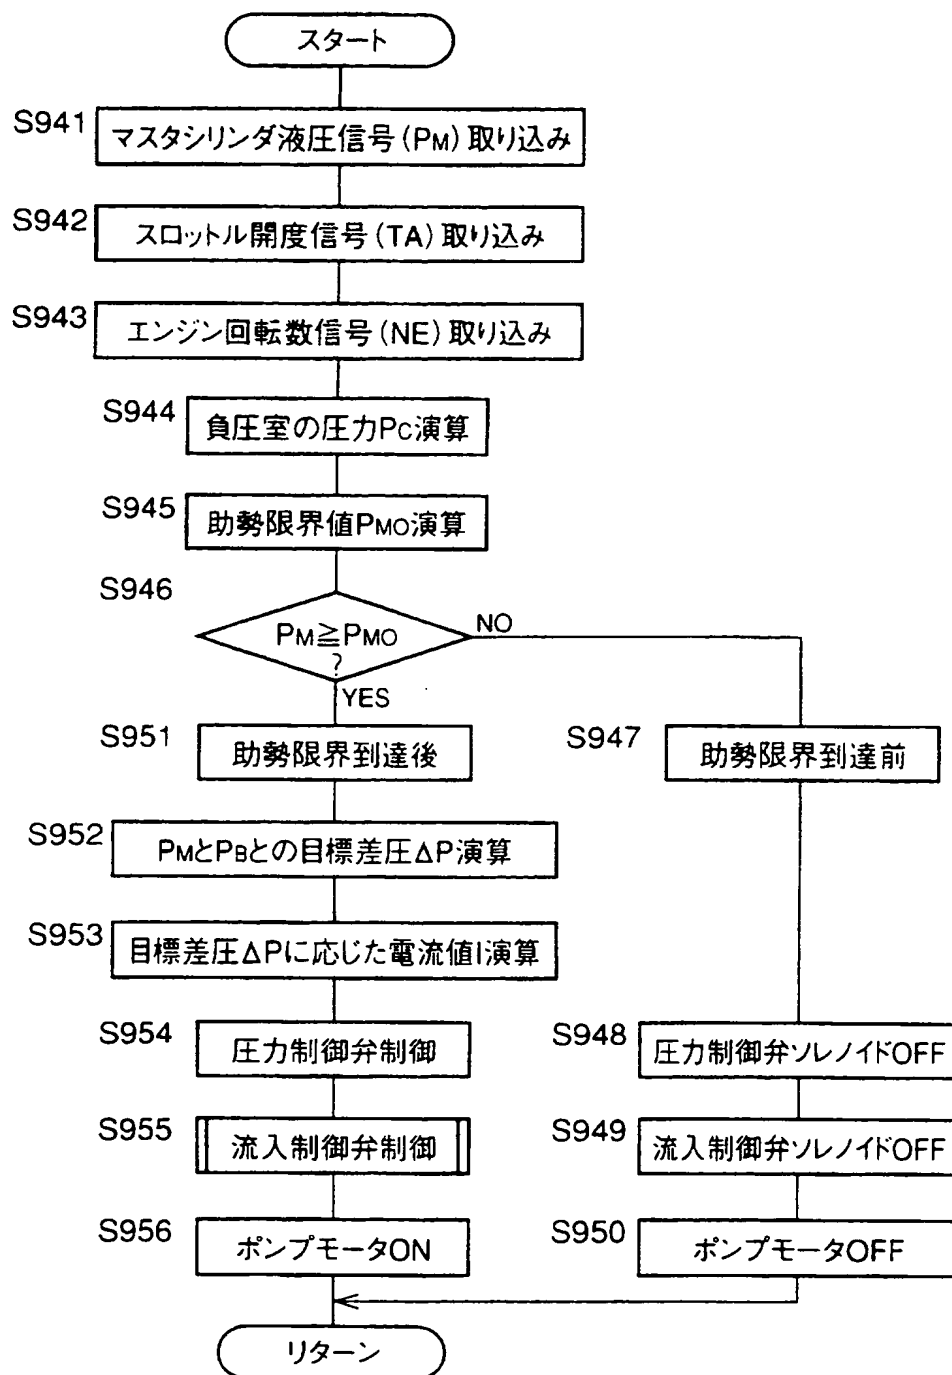 スタート
S941
マスタシリンダ液圧信号(PM)取り込み
S942
スロットル開度信号(TA)取り込み
S943
エンジン回転数信号(NE)取り込み
S944
負圧室の圧力PC演算
S945
助勢限界値PMO演算
S946
PM≧PMO
?
NO
YES
S951
助勢限界到達後
S947
助勢限界到達前
S952
PMとPBとの目標差圧ΔP演算
S953
目標差圧ΔPに応じた電流値I演算
S954
圧力制御弁制御
S948
圧力制御弁ソレノイドOFF
S955
流入制御弁制御
S949
流入制御弁ソレノイドOFF
S956
ポンプモータON
S950
ポンプモータOFF
リターン